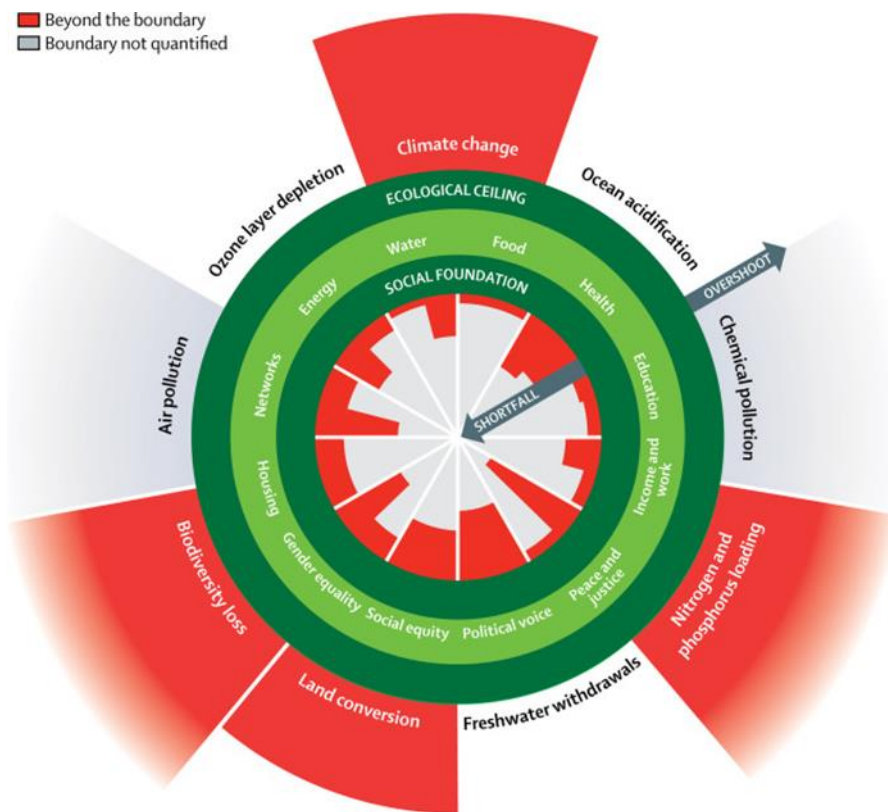 Beyond the boundary
Boundary not quantified
Climate change
ECOLOGICAL CEILING
Ozone layer depletion
Ocean acidification
Water
Food
Energy
Health
SOCIAL FOUNDATION
OVERSHOOT
Air pollution
Networks
SHORTFALL
Education
Chemical pollution
Housing
Income and
work
Gender equality
Social equity
Political voice
Peace and
justice
Biodiversity loss
Land conversion
Freshwater withdrawals
Nitrogen and
phosphorus loading